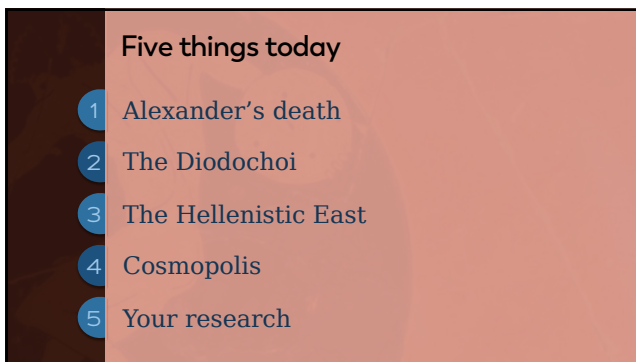 Five things today
1 Alexander’s death
2 The Diodochoi
3 The Hellenistic East
4 Cosmopolis
5 Your research